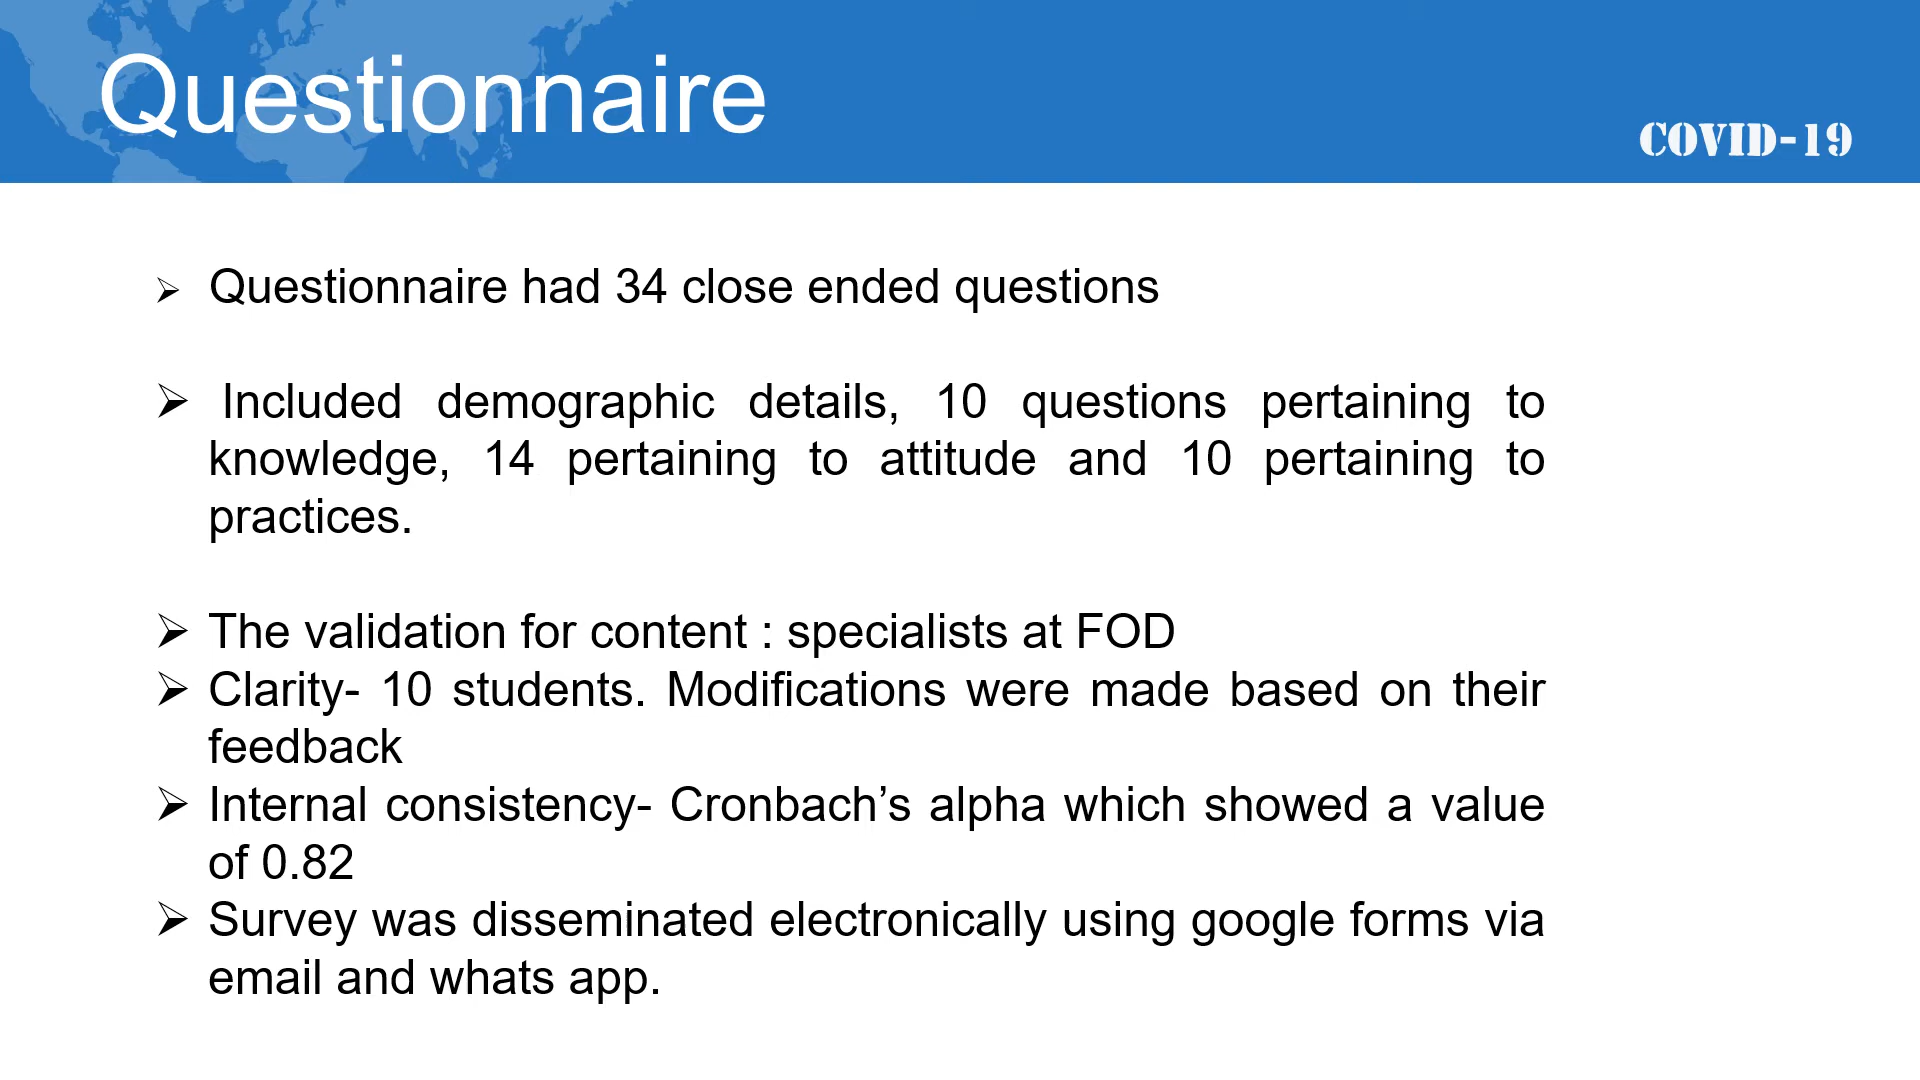 Questionnaire
COVID-19
Questionnaire had 34 close ended questions
Included demographic details, 10 questions pertaining to
knowledge, 14 pertaining to attitude and 10 pertaining to
practices.
The validation for content : specialists at FOD
Clarity- 10 students. Modifications were made based on their
feedback
Internal consistency- Cronbach’s alpha which showed a value
of 0.82
Survey was disseminated electronically using google forms via
email and whats app.